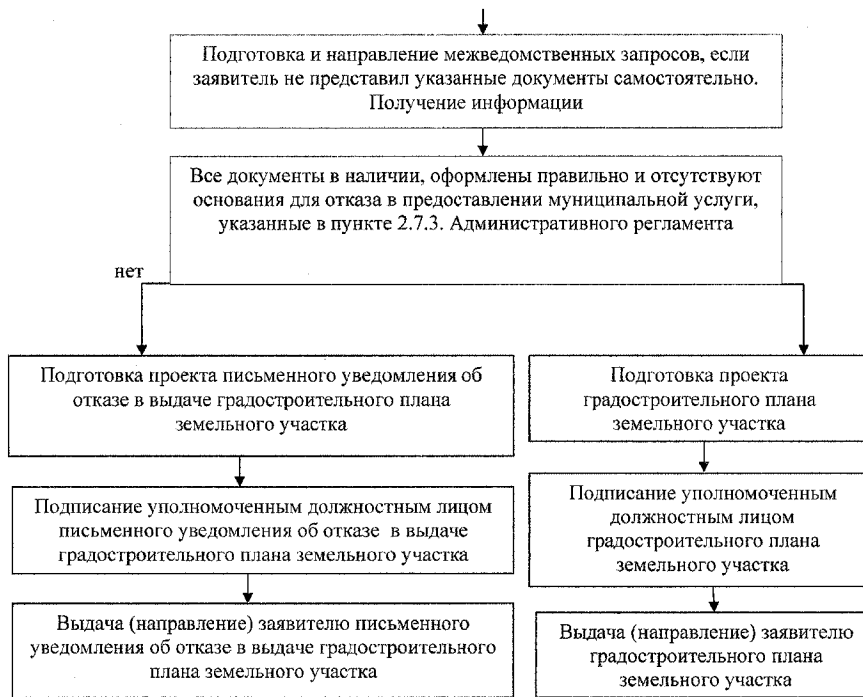 Подготовка и направление межведомственных запросов, если
заявитель не представил указанные документы самостоятельно.
Получение информации
Все документы в наличии, оформлены правильно и отсутствуют
основания для отказа в предоставлении муниципальной услуги,
указанные в пункте 2.7.3. Административного регламента
нет
Подготовка проекта письменного уведомления об
отказе в выдаче градостроительного плана
земельного участка
Подготовка проекта
градостроительного плана
земельного участка
Подписание уполномоченным должностным лицом
письменного уведомления об отказе в выдаче
градостроительного плана земельного участка
Подписание уполномоченным
должностным лицом
градостроительного плана
земельного участка
Выдача (направление) заявителю письменного
уведомления об отказе в выдаче градостроительного
плана земельного участка
Выдача (направление) заявителю
градостроительного плана
земельного участка